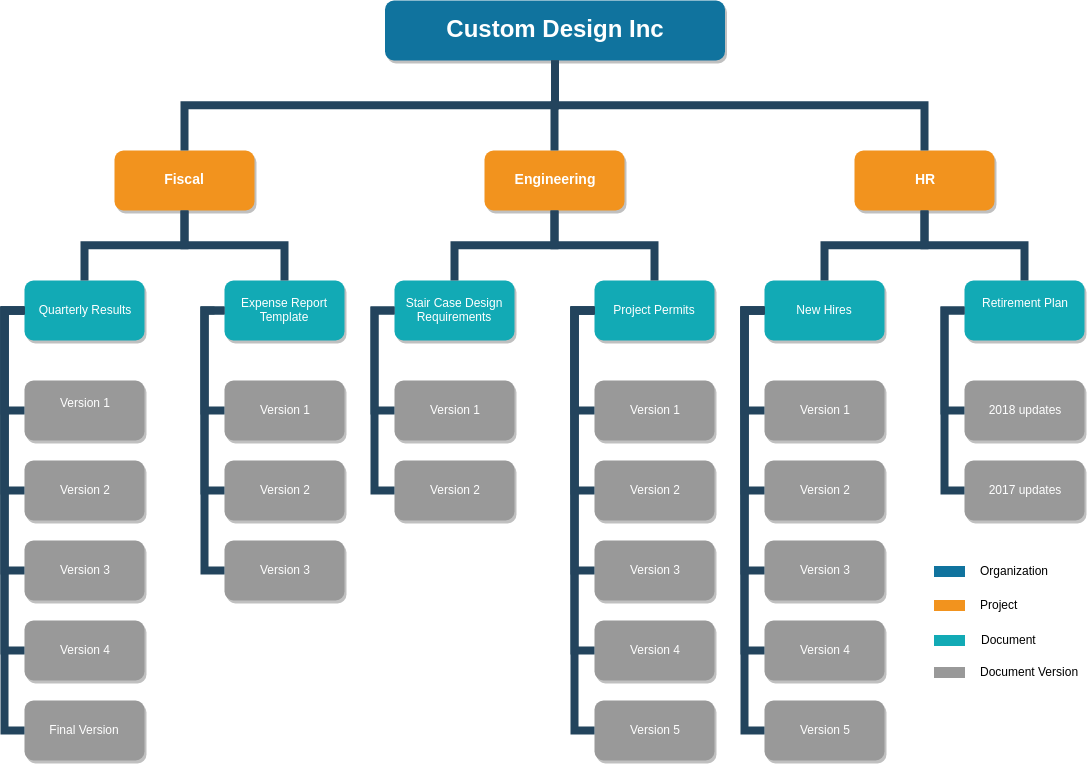 Custom Design Inc
Fiscal
Engineering
HR
Quarterly Results
Expense Report
Template
Stair Case Design
Requirements
Project Permits
New Hires
Retirement Plan
Version 1
Version 1
Version 1
Version 1
Version 1
2018 updates
Version 2
Version 2
Version 2
Version 2
Version 2
2017 updates
Version 3
Version 3
Version 3
Version 3
Version 4
Version 4
Version 4
Final Version
Version 5
Version 5
Organization
Project
Document
Document Version